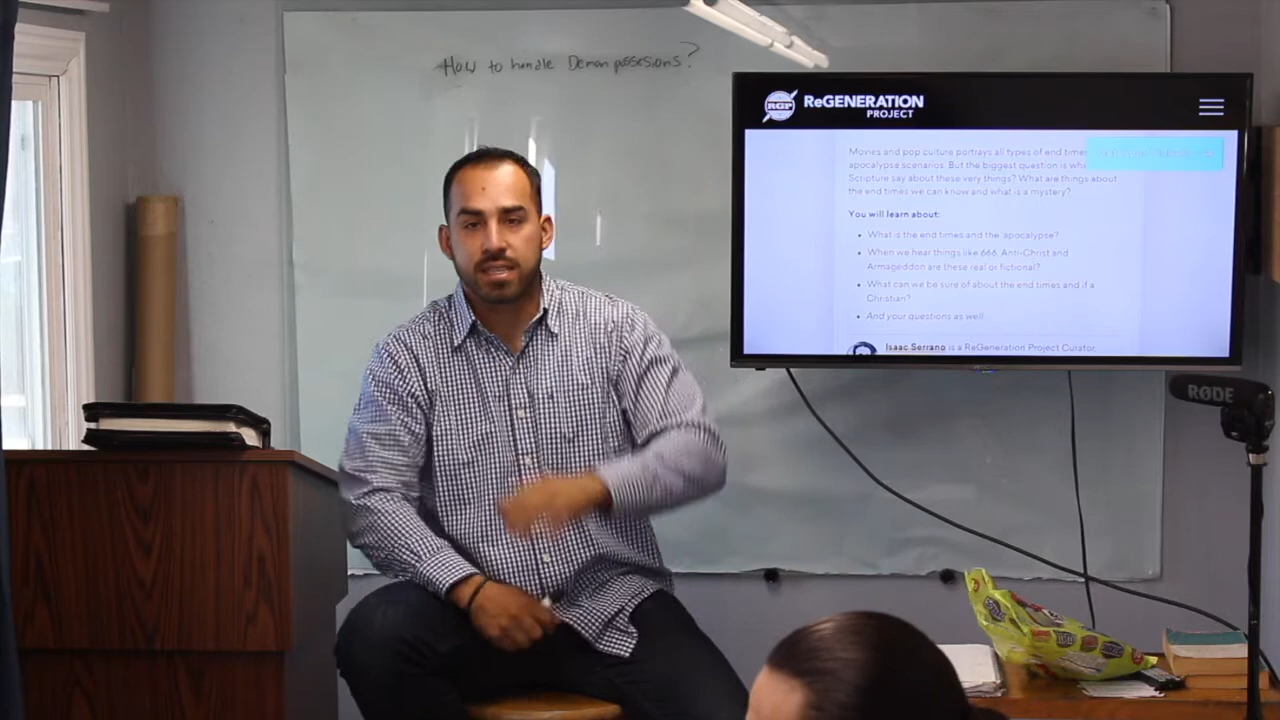 How to handle Demon possesions?
RGP
ReGENERATION
PROJECT
Movies and pop culture portrays all types of end time
apocalypse scenarios. But the biggest question is wh
Scripture say about these very things? What are things about
the end times we can know and what is a mystery?
You will learn about:
• What is the end times and the 'apocalypse?
• When we hear things like 666, Anti-Christ and
Armageddon are these real or fictional?
• What can we be sure of about the end times and if a
Christian?
• And your questions as well...
Isaac Serrano is a ReGeneration Project Curator,
RØDE